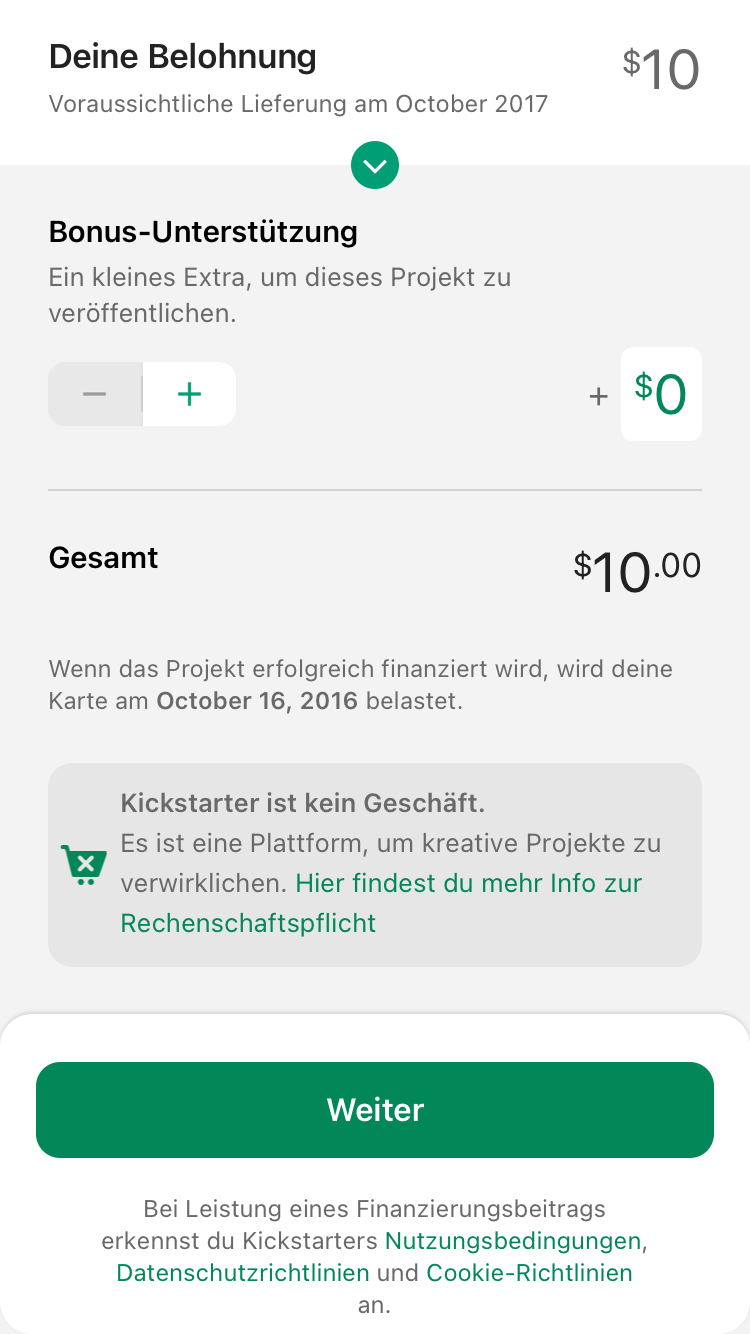 Deine Belohnung
$10
Voraussichtliche Lieferung am October 2017
Bonus-Unterstützung
Ein kleines Extra, um dieses Projekt zu
veröffentlichen.
− +
+ $0
Gesamt
$10.00
Wenn das Projekt erfolgreich finanziert wird, wird deine
Karte am October 16, 2016 belastet.
Kickstarter ist kein Geschäft.
Es ist eine Plattform, um kreative Projekte zu
verwirklichen. Hier findest du mehr Info zur
Rechenschaftspflicht
Weiter
Bei Leistung eines Finanzierungsbeitrags
erkennst du Kickstarters Nutzungsbedingungen,
Datenschutzrichtlinien und Cookie-Richtlinien
an.